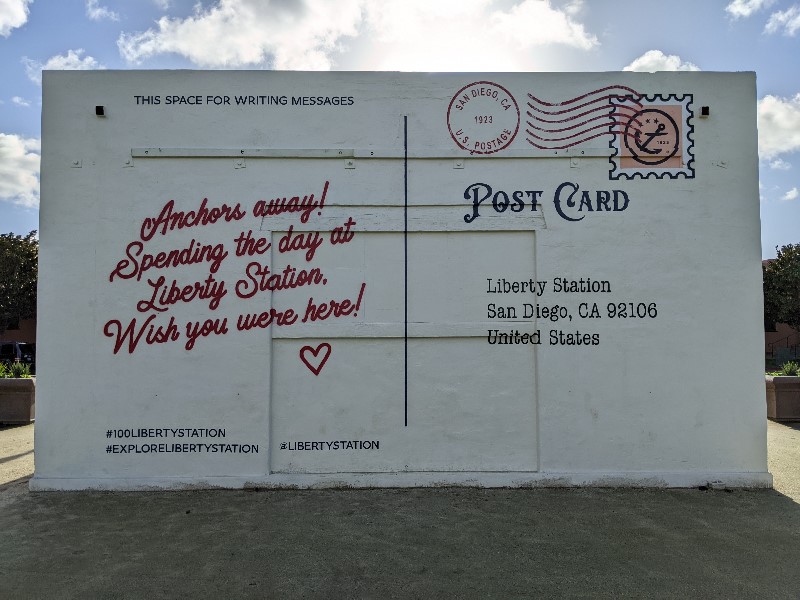 THIS SPACE FOR WRITING MESSAGES
Anchors away!
Spending the day at
Liberty Station.
Wish you were here!
#100LIBERTYSTATION
#EXPLORELIBERTYSTATION
@LIBERTYSTATION
SAN DIEGO, CA
1923
U.S. POSTAGE
1923
POST CARD
Liberty Station
San Diego, CA 92106
United States